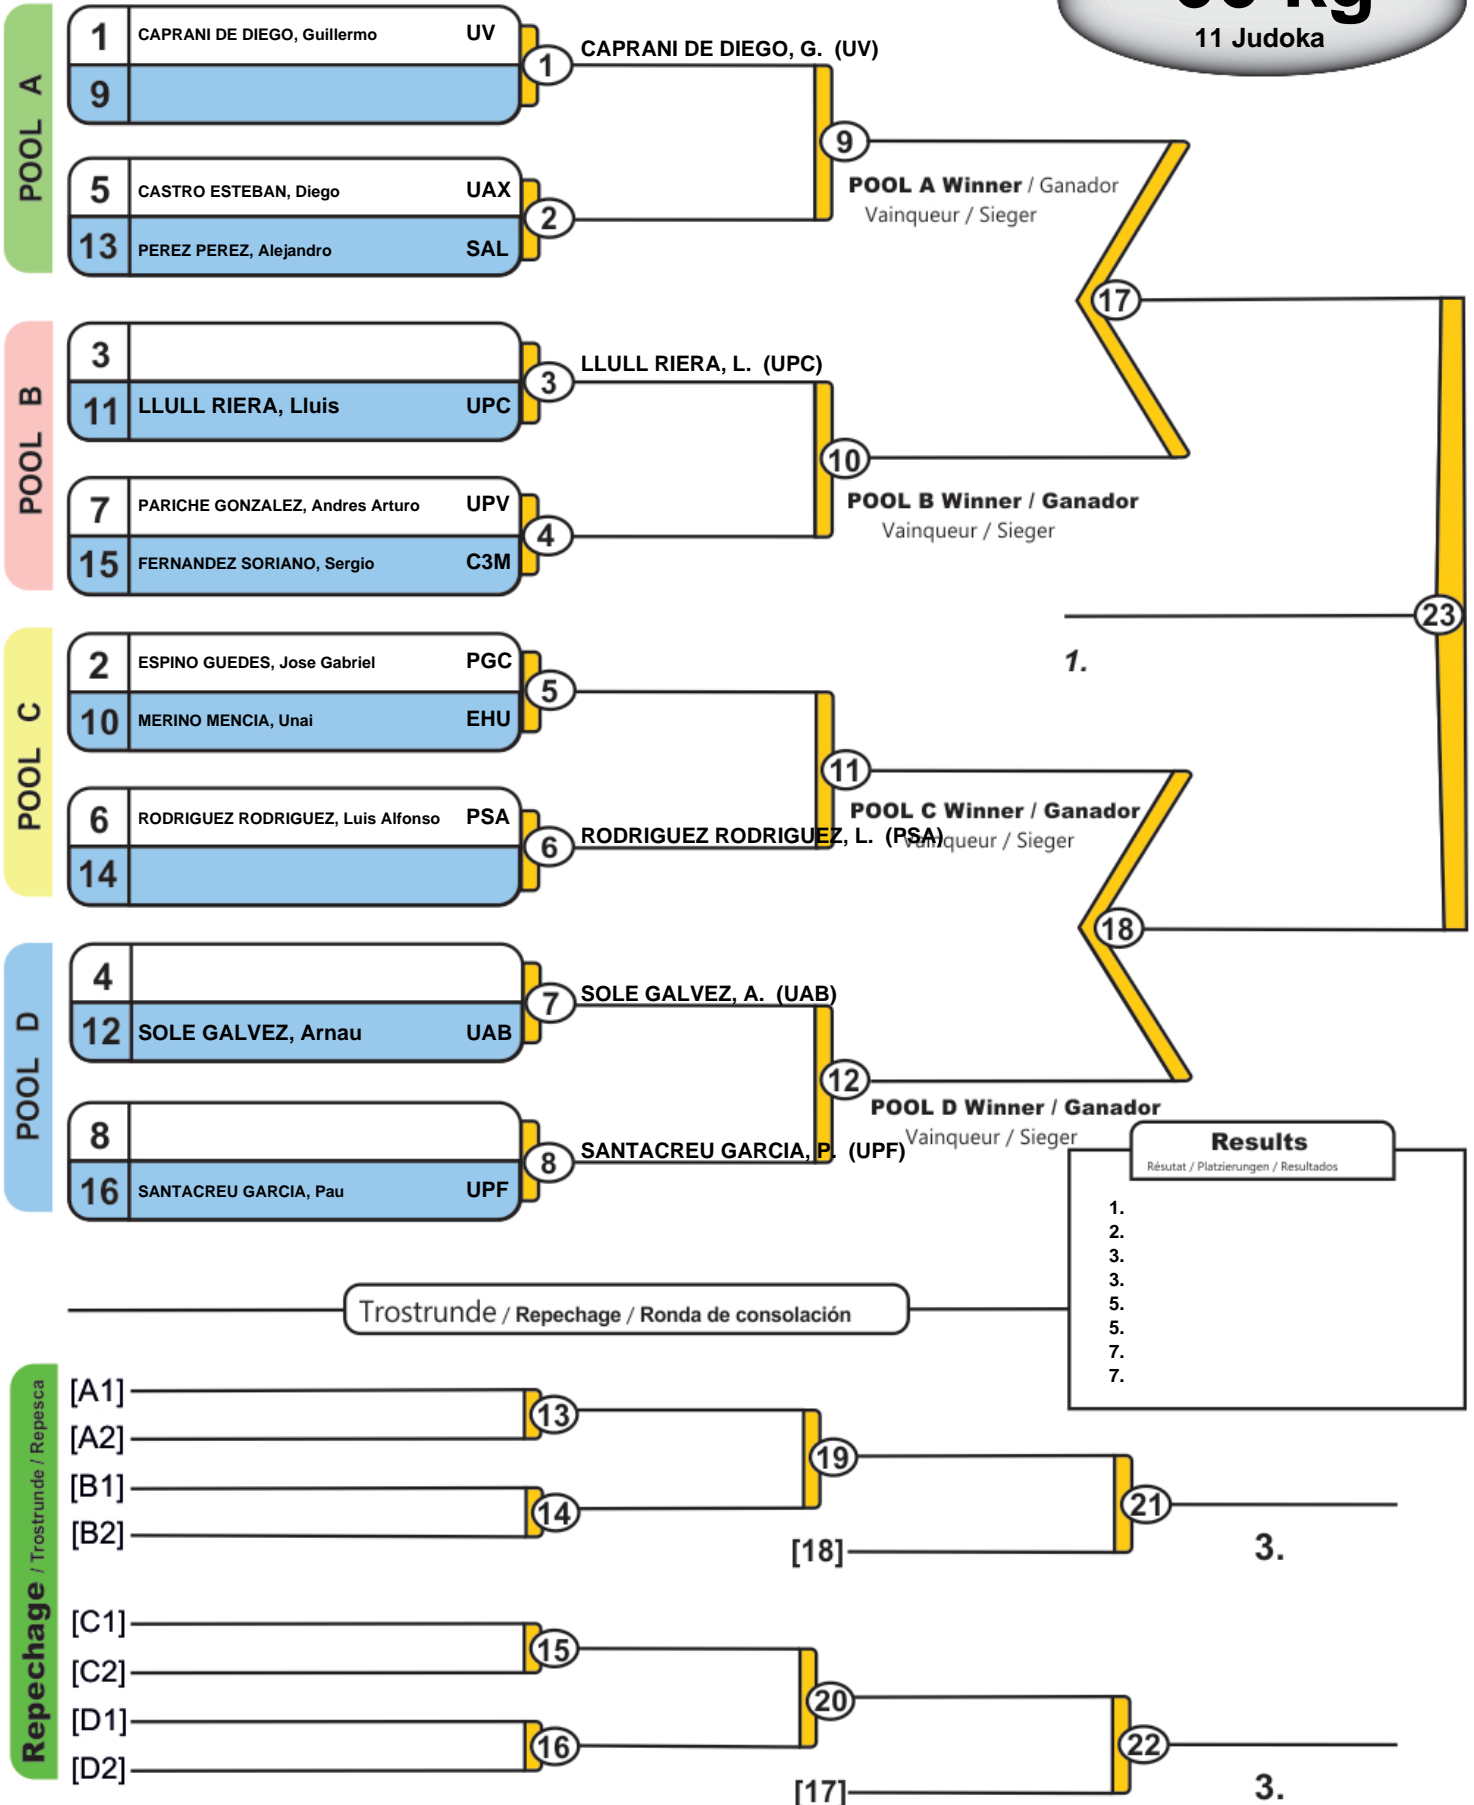 11 Judoka
POOL A
1 CAPRANI DE DIEGO, Guillermo UV
9
1
CAPRANI DE DIEGO, G. (UV)
5 CASTRO ESTEBAN, Diego UAX
13 PEREZ PEREZ, Alejandro SAL
2
9
POOL A Winner / Ganador
Vainqueur / Sieger
17
POOL B
3
11 LLULL RIERA, Lluis UPC
3
LLULL RIERA, L. (UPC)
7 PARICHE GONZALEZ, Andres Arturo UPV
15 FERNANDEZ SORIANO, Sergio C3M
4
10
POOL B Winner / Ganador
Vainqueur / Sieger
23
1.
POOL C
2 ESPINO GUEDES, Jose Gabriel PGC
10 MERINO MENCIA, Unai EHU
5
6 RODRIGUEZ RODRIGUEZ, Luis Alfonso PSA
14
6
RODRIGUEZ RODRIGUEZ, L. (PSA)
11
POOL C Winner / Ganador
Vainqueur / Sieger
18
POOL D
4
12 SOLE GALVEZ, Arnau UAB
7
SOLE GALVEZ, A. (UAB)
8
16 SANTACREU GARCIA, Pau UPF
8
SANTACREU GARCIA, P. (UPF)
12
POOL D Winner / Ganador
Vainqueur / Sieger
Results
Résutat / Platzierungen / Resultados
1.
2.
3.
3.
5.
5.
7.
7.
Trostrunde / Repechage / Ronda de consolación
Repechage / Trostrunde / Repesca
[A1]
[A2]
13
[B1]
[B2]
14
19
[18]
21
3.
[C1]
[C2]
15
[D1]
[D2]
16
20
[17]
22
3.